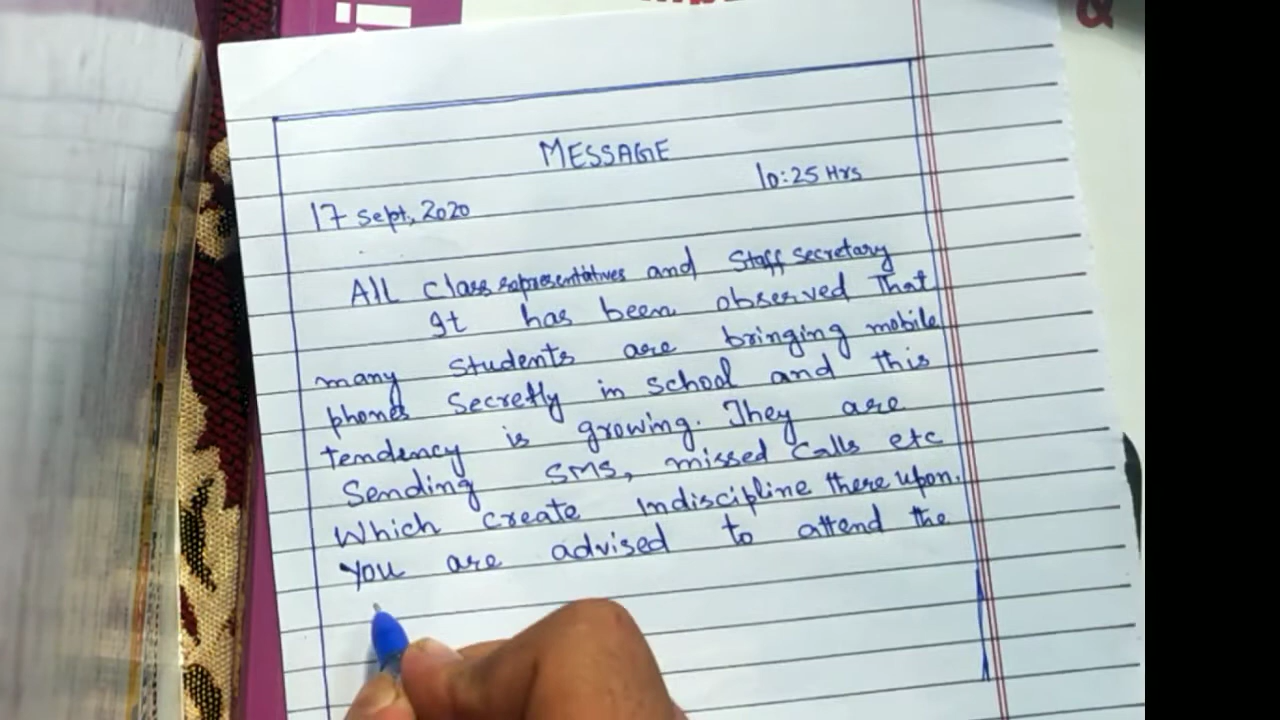 MESSAGE
10:25 Hrs
17 Sept, 2020
All class representatives and Staff secretary
It has been observed that
many students are bringing mobile
phones secretly in school and this
tendency is growing. They are
Sending SMS, missed Calls etc
Which create Indiscipline there upon.
You are advised to attend the